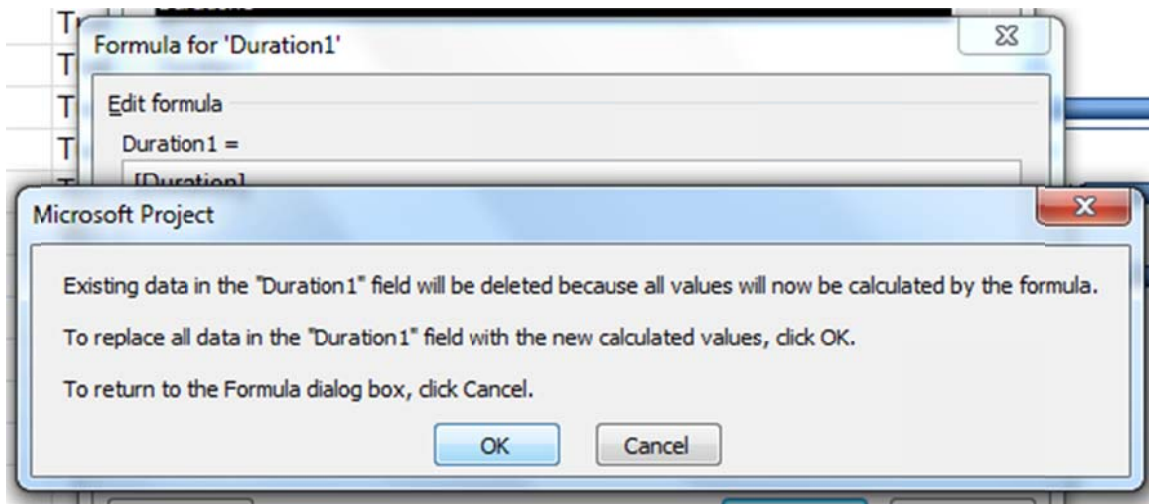 Formula for 'Duration1'
Edit formula
Duration1 =
[Duration]
Microsoft Project
Existing data in the "Duration1" field will be deleted because all values will now be calculated by the formula.
To replace all data in the "Duration1" field with the new calculated values, click OK.
To return to the Formula dialog box, click Cancel.
OK
Cancel